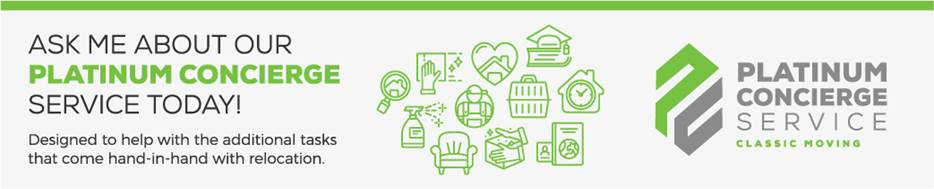 ASK ME ABOUT OUR
PLATINUM CONCIERGE
SERVICE TODAY!
Designed to help with the additional tasks
that come hand-in-hand with relocation.
PLATINUM
CONCIERGE
SERVICE
CLASSIC MOVING